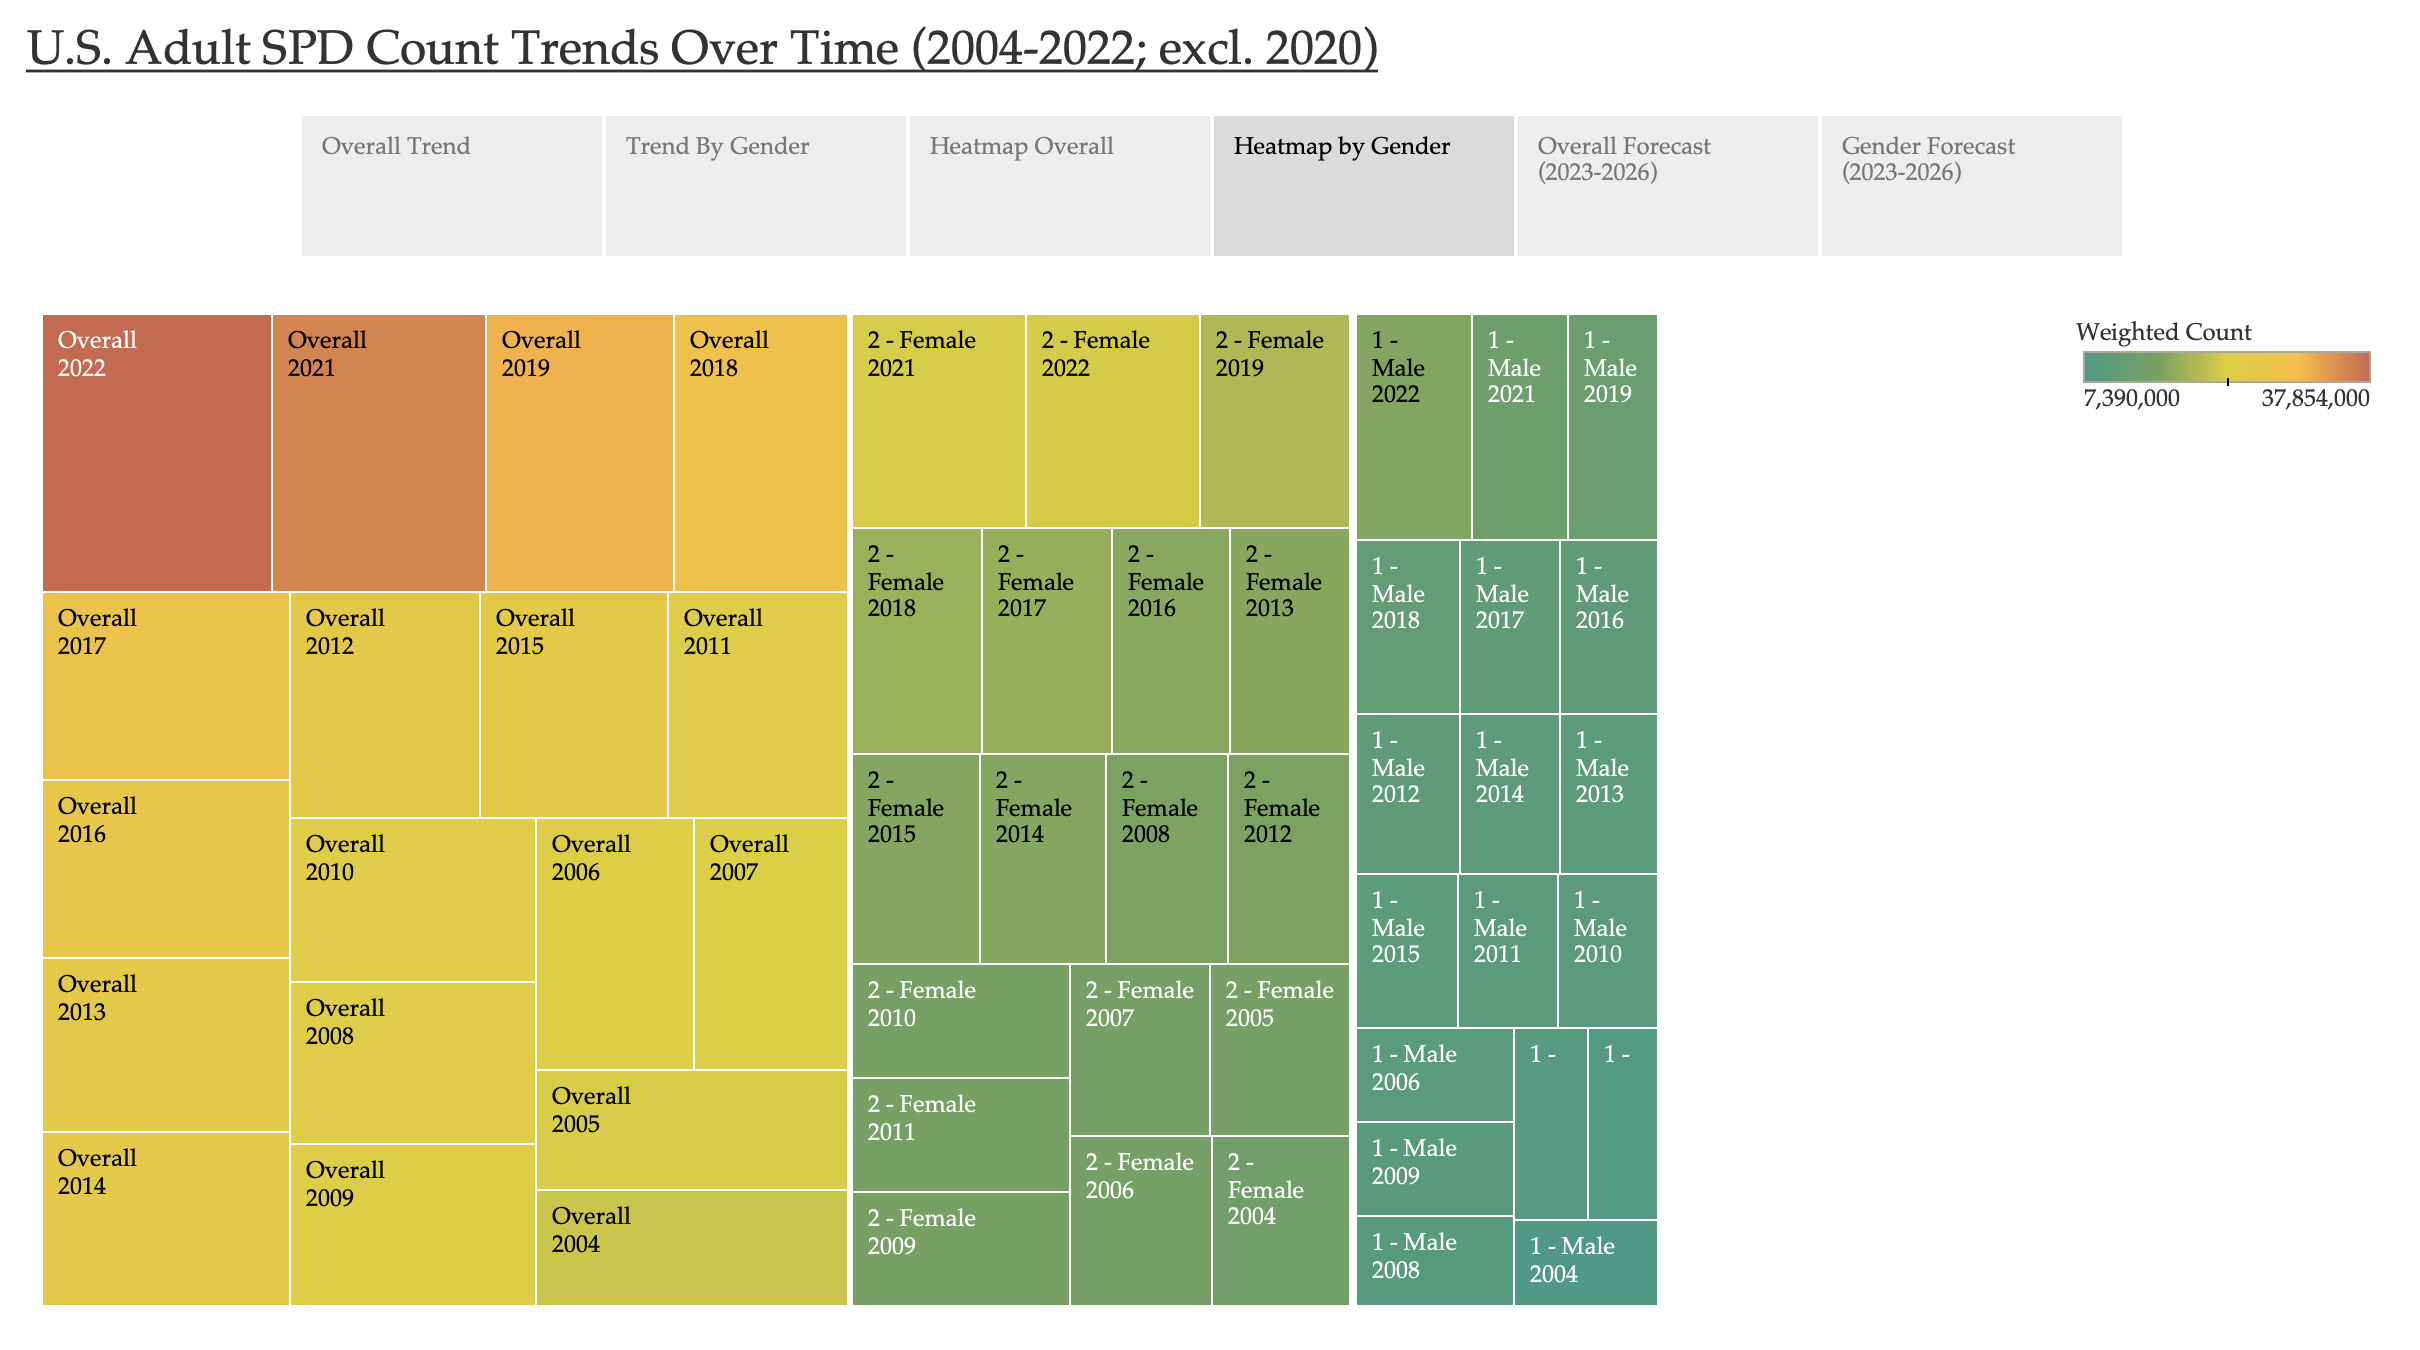 U.S. Adult SPD Count Trends Over Time (2004-2022; excl. 2020)
Overall Trend
Trend By Gender
Heatmap Overall
Heatmap by Gender
Overall Forecast
(2023-2026)
Gender Forecast
(2023-2026)
Overall
2022
Overall
2021
Overall
2019
Overall
2018
Overall
2017
Overall
2012
Overall
2015
Overall
2011
Overall
2016
Overall
2010
Overall
2006
Overall
2007
Overall
2013
Overall
2008
Overall
2005
Overall
2014
Overall
2009
Overall
2004
2 - Female
2021
2 - Female
2022
2 - Female
2019
2 -
Female
2018
2 -
Female
2017
2 -
Female
2016
2 -
Female
2013
2 -
Female
2015
2 -
Female
2014
2 -
Female
2008
2 -
Female
2012
2 - Female
2010
2 - Female
2007
2 - Female
2005
2 - Female
2011
2 - Female
2006
2 -
Female
2004
2 - Female
2009
1 -
Male
2022
1 -
Male
2021
1 -
Male
2019
1 -
Male
2018
1 -
Male
2017
1 -
Male
2016
1 -
Male
2012
1 -
Male
2014
1 -
Male
2013
1 -
Male
2015
1 -
Male
2011
1 -
Male
2010
1 - Male
2006
1 -
1 -
1 - Male
2009
1 - Male
2008
1 - Male
2004
Weighted Count
7,390,000
37,854,000